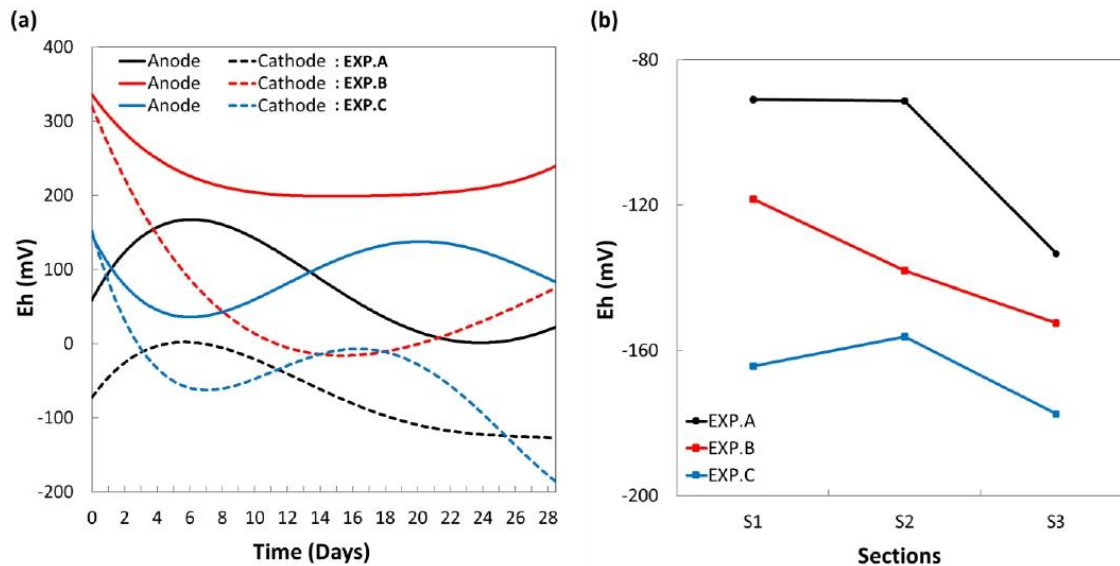 (a)
400
300
200
100
0
-100
-200
Eh (mV)
Anode Cathode : EXP.A
Anode Cathode : EXP.B
Anode Cathode : EXP.C
0 2 4 6 8 10 12 14 16 18 20 22 24 26 28
Time (Days)
(b)
-80
-120
-160
-200
Eh (mV)
EXP.A
EXP.B
EXP.C
S1 S2 S3
Sections